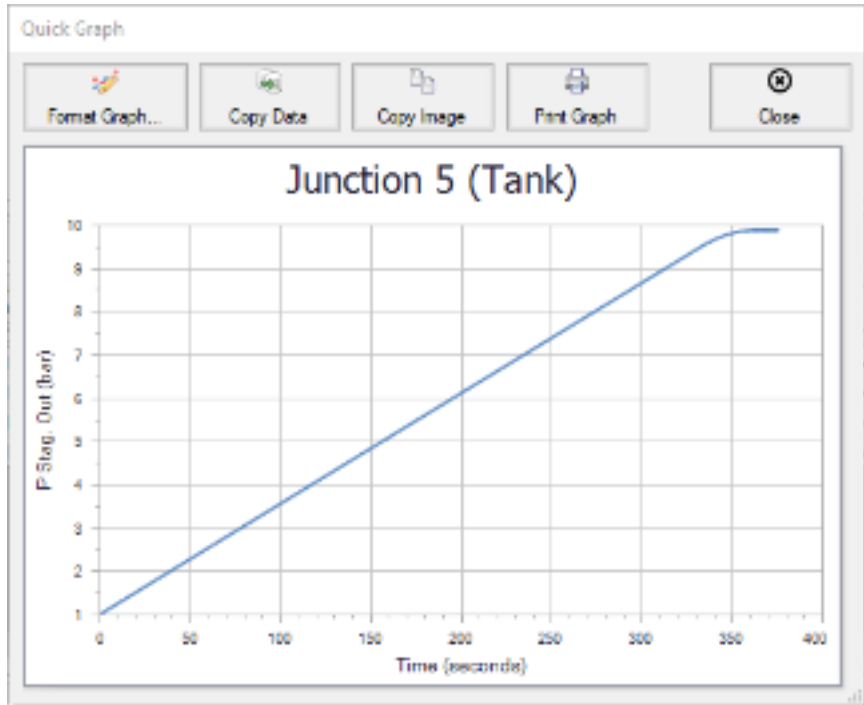 Quick Graph
Format Graph... Copy Data Copy Image Print Graph Close
Junction 5 (Tank)
10
9
8
7
6
5
4
3
2
1
P Stag. Out (bar)
0 50 100 150 200 250 300 350 400
Time (seconds)